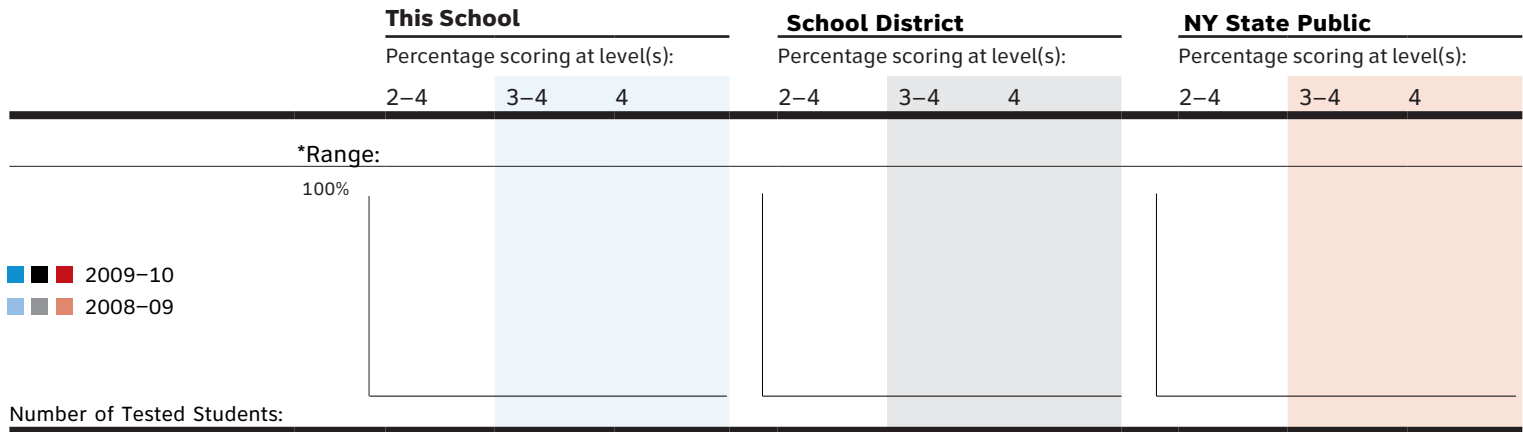 This School School District NY State Public
Percentage scoring at level(s): Percentage scoring at level(s): Percentage scoring at level(s):
2–4 3–4 4 2–4 3–4 4 2–4 3–4 4
*Range:
100%
2009–10
2008–09
Number of Tested Students: